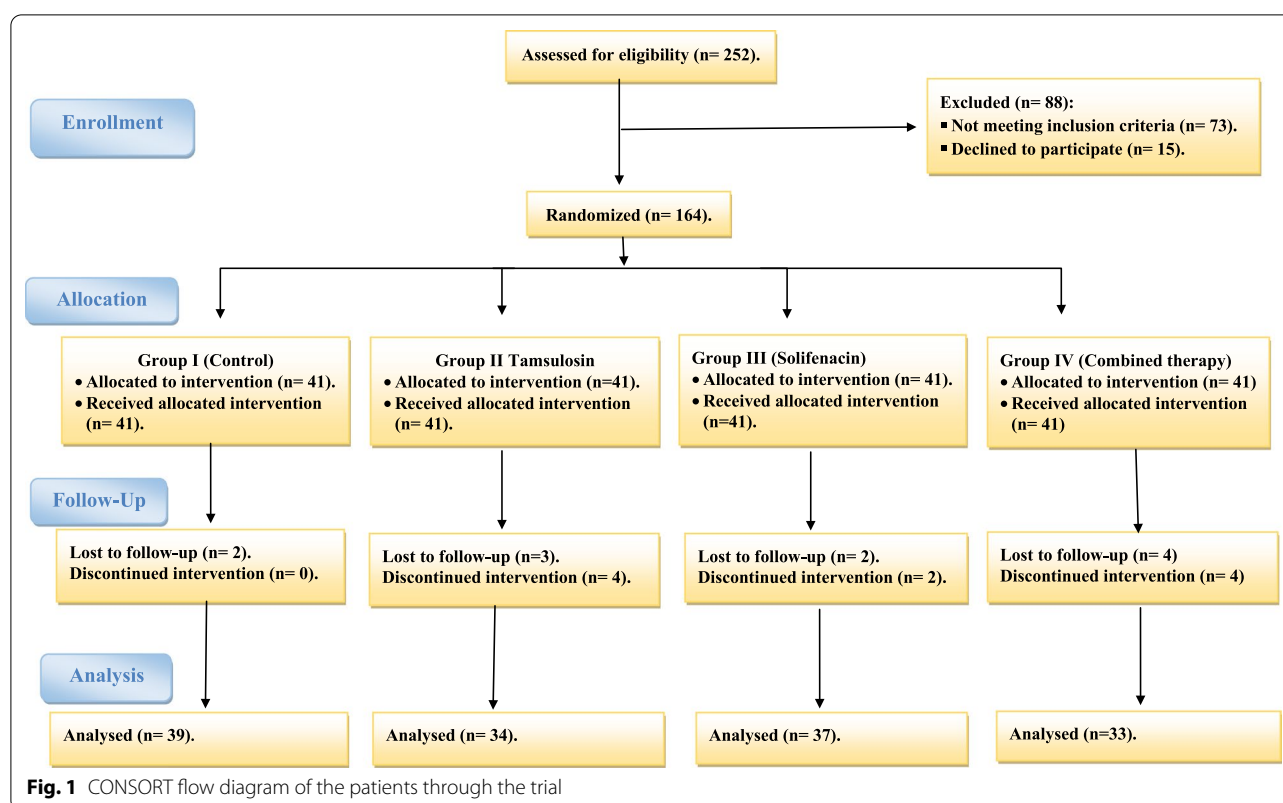 Assessed for eligibility (n= 252).
Enrollment
Excluded (n= 88):
▪ Not meeting inclusion criteria (n= 73).
▪ Declined to participate (n= 15).
Randomized (n= 164).
Allocation
Group I (Control)
• Allocated to intervention (n= 41).
• Received allocated intervention
(n= 41).
Group II Tamsulosin
• Allocated to intervention (n=41).
• Received allocated intervention
(n= 41).
Group III (Solifenacin)
• Allocated to intervention (n= 41).
• Received allocated intervention
(n=41).
Group IV (Combined therapy)
• Allocated to intervention (n= 41)
• Received allocated intervention
(n= 41)
Follow-Up
Lost to follow-up (n= 2).
Discontinued intervention (n= 0).
Lost to follow-up (n=3).
Discontinued intervention (n= 4).
Lost to follow-up (n= 2).
Discontinued intervention (n= 2).
Lost to follow-up (n= 4)
Discontinued intervention (n= 4)
Analysis
Analysed (n= 39).
Analysed (n= 34).
Analysed (n= 37).
Analysed (n=33).
Fig. 1 CONSORT flow diagram of the patients through the trial